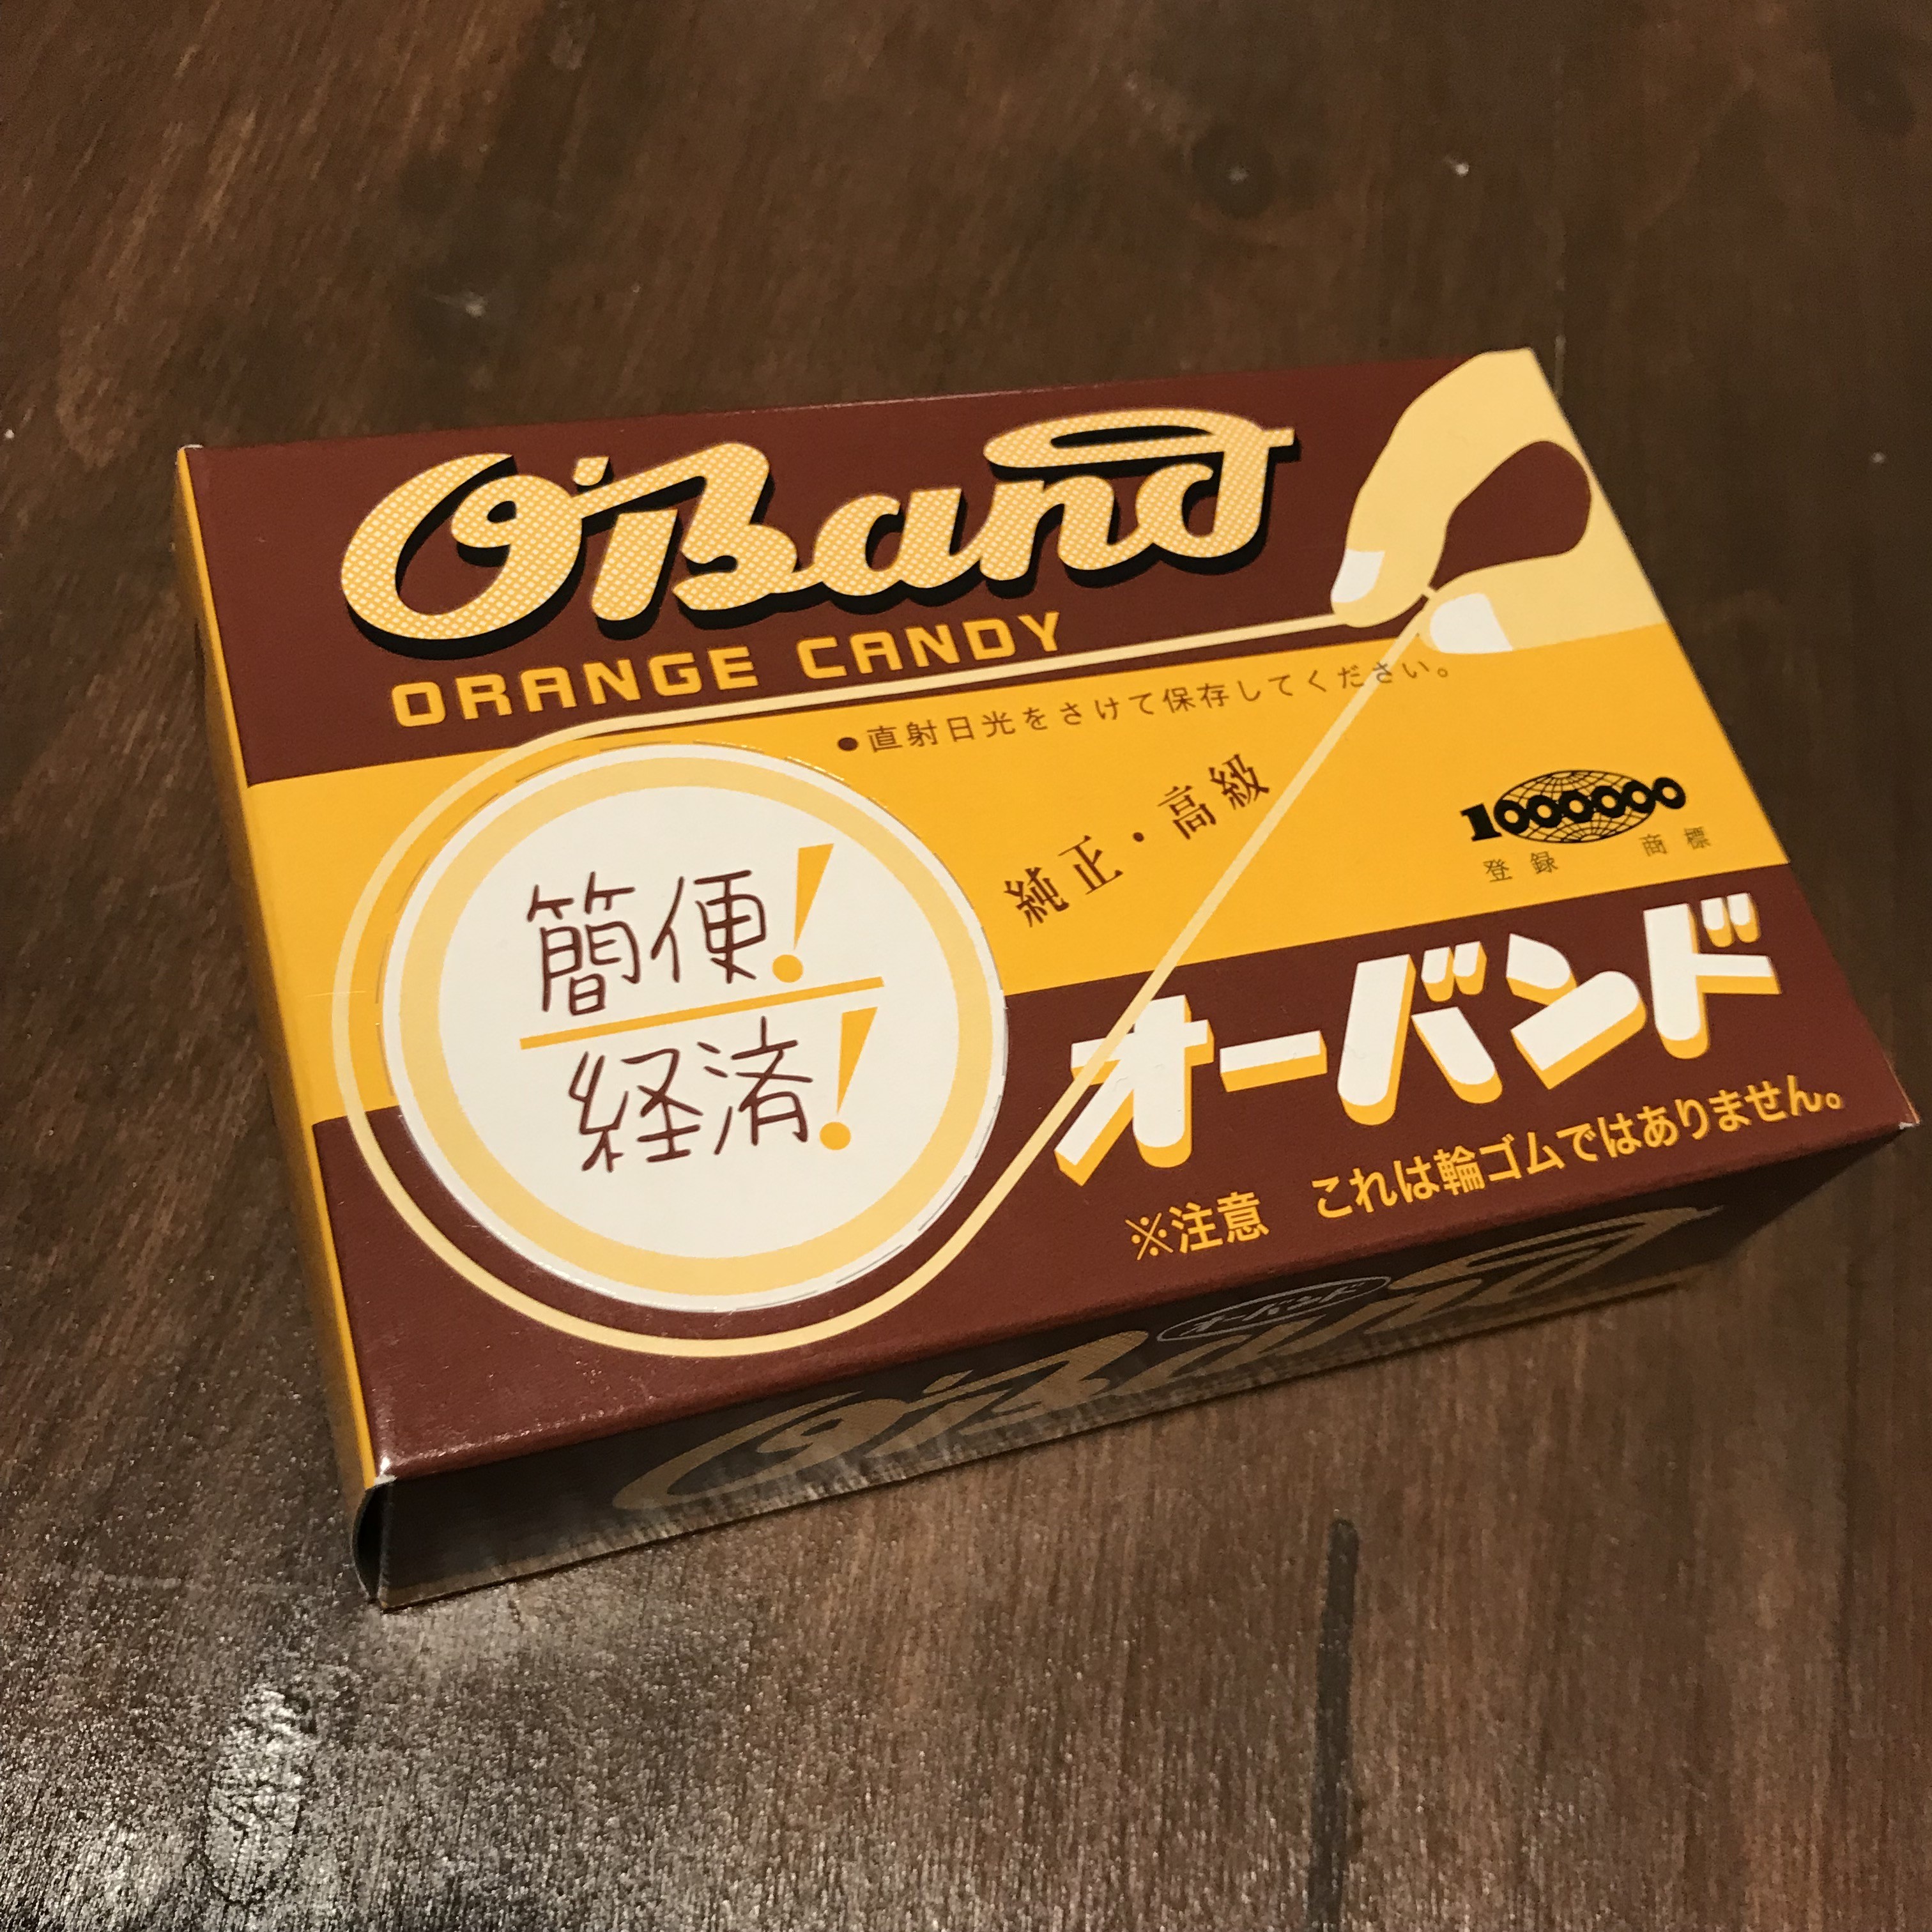 O'Band
ORANGE CANDY
●直射日光をさけて保存してください。
純正・高級
1000000
登録 商標
簡便!
経済!
オーバンド
※注意 これは輪ゴムではありません。
オーバンド
O'Band